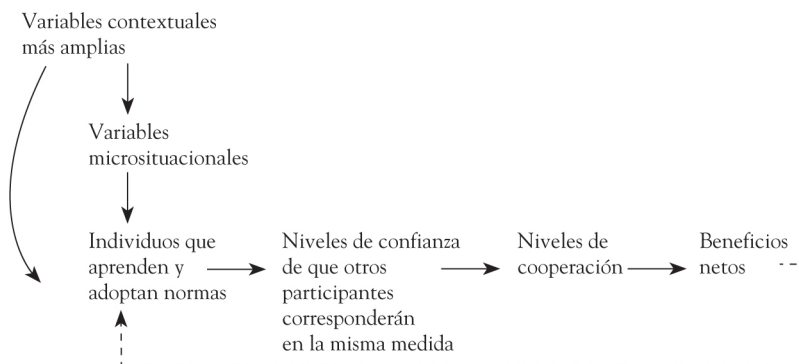 Variables contextuales
más amplias
Variables
microsituacionales
Individuos que
aprenden y
adoptan normas
Niveles de confianza
de que otros
participantes
corresponderán
en la misma medida
Niveles de
cooperación
Beneficios
netos